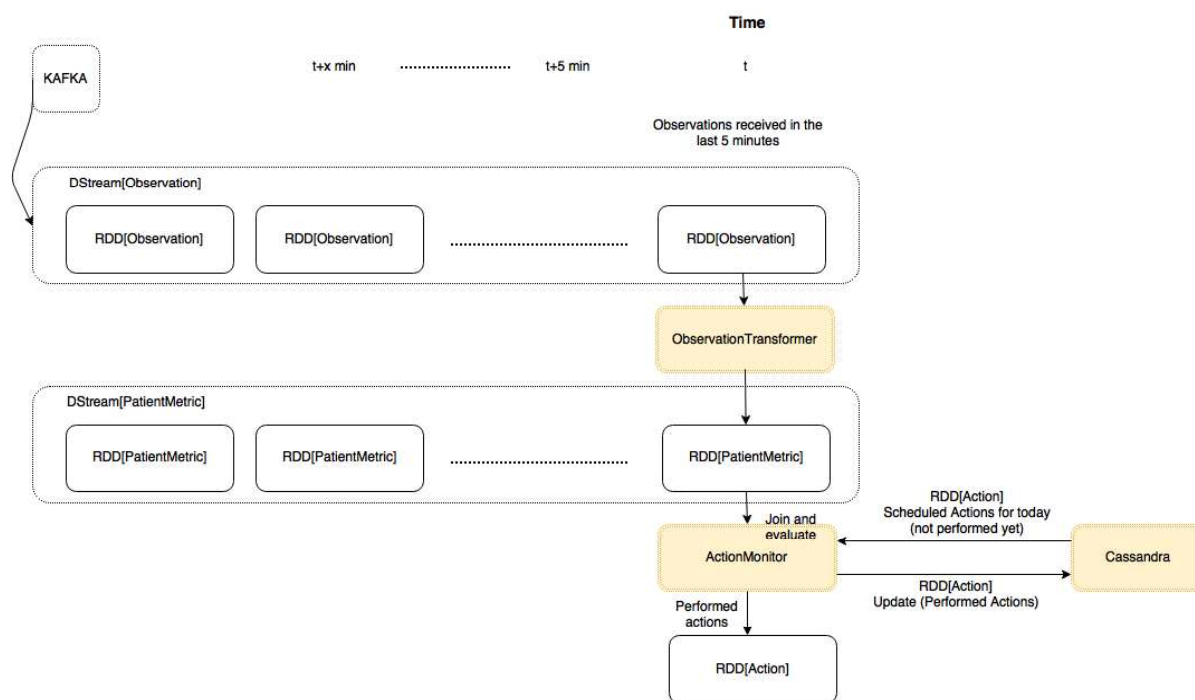 Time
KAFKA
t+x min
t+5 min
t
Observations received in the
last 5 minutes
DStream[Observation]
RDD[Observation]
RDD[Observation]
RDD[Observation]
ObservationTransformer
DStream[PatientMetric]
RDD[PatientMetric]
RDD[PatientMetric]
RDD[PatientMetric]
Join and
evaluate
RDD[Action]
Scheduled Actions for today
(not performed yet)
ActionMonitor
Cassandra
RDD[Action]
Update (Performed Actions)
Performed
actions
RDD[Action]